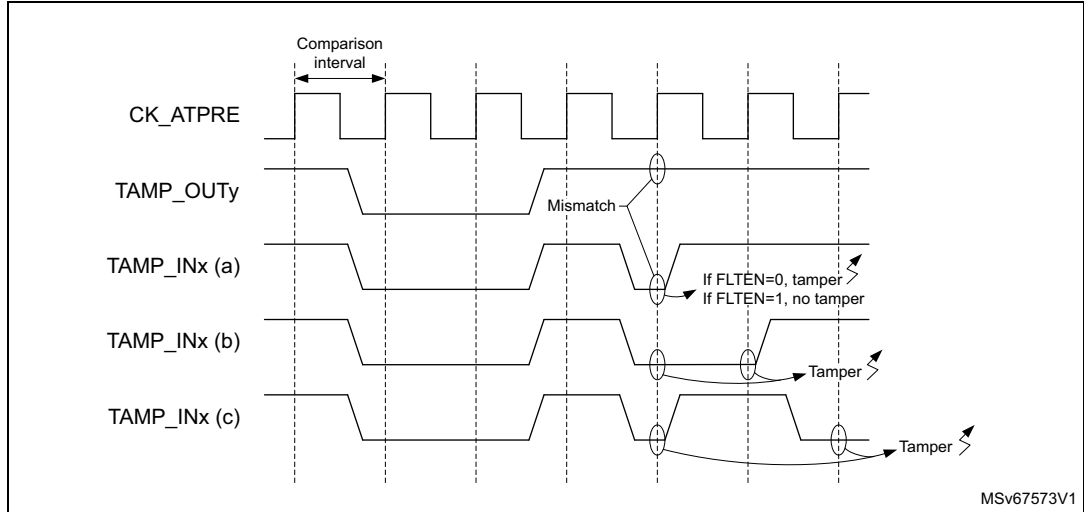 Comparison
interval
CK_ATPRE
TAMP_OUTy
Mismatch
TAMP_INx (a)
If FLTEN=0, tamper
If FLTEN=1, no tamper
TAMP_INx (b)
Tamper
TAMP_INx (c)
Tamper
MSv67573V1